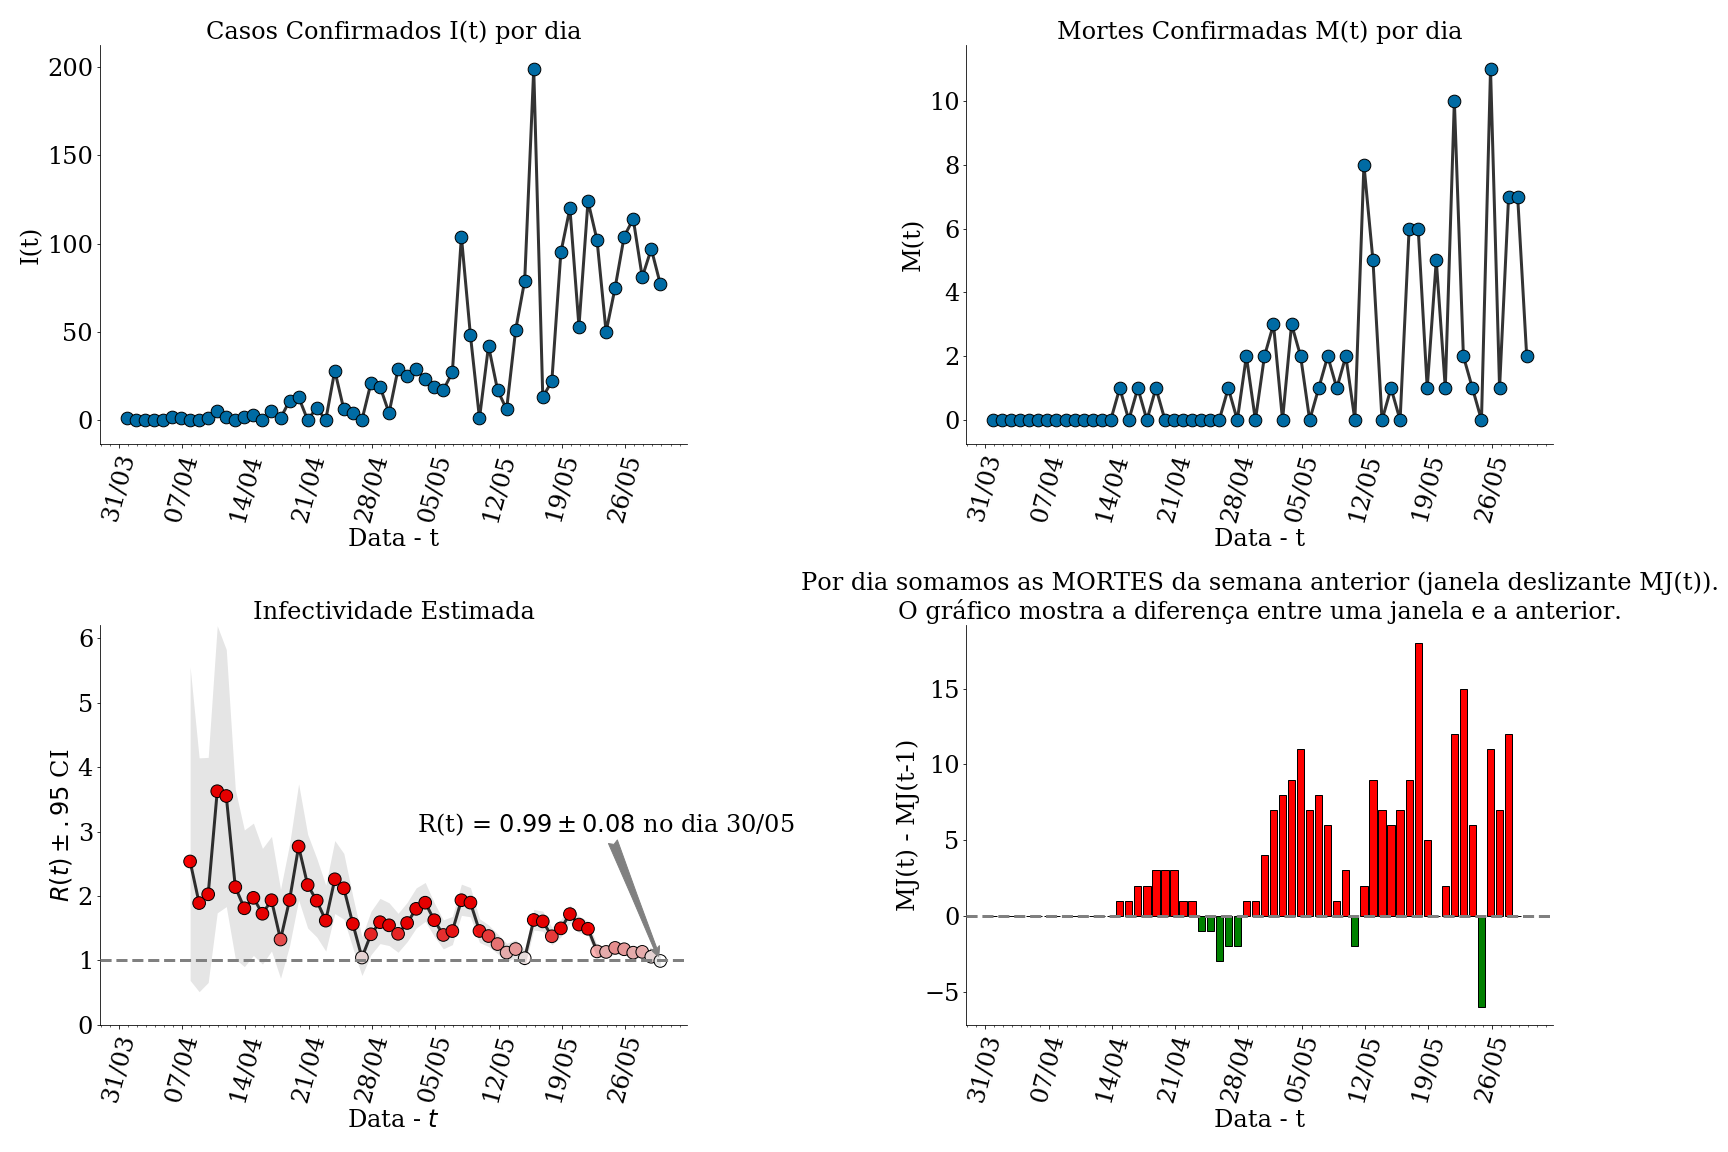 Casos Confirmados I(t) por dia
200
150
100
50
0
I(t)
31/03 07/04 14/04 21/04 28/04 05/05 12/05 19/05 26/05
Data - t
Mortes Confirmadas M(t) por dia
10
8
6
4
2
0
M(t)
31/03 07/04 14/04 21/04 28/04 05/05 12/05 19/05 26/05
Data - t
Infectividade Estimada
6
5
4
3
2
1
0
R(t) ± .95 CI
R(t) = 0.99 ± 0.08 no dia 30/05
31/03 07/04 14/04 21/04 28/04 05/05 12/05 19/05 26/05
Data - t
Por dia somamos as MORTES da semana anterior (janela deslizante MJ(t)).
O gráfico mostra a diferença entre uma janela e a anterior.
15
10
5
0
−5
MJ(t) - MJ(t-1)
31/03 07/04 14/04 21/04 28/04 05/05 12/05 19/05 26/05
Data - t